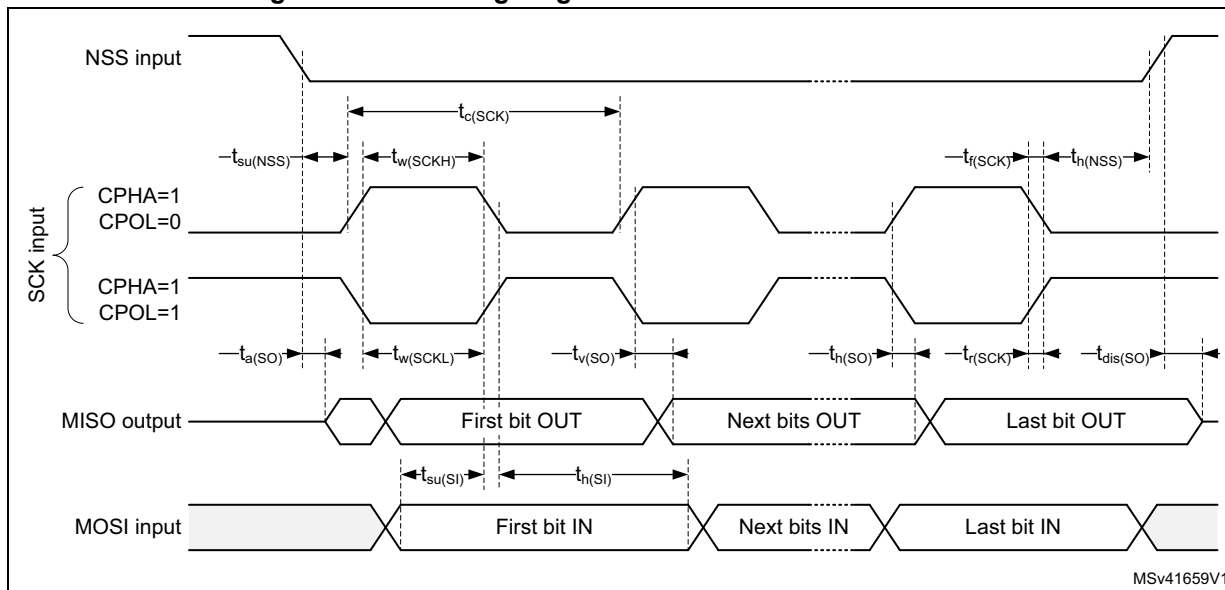 NSS input
tc(SCK)
tsu(NSS)
tw(SCKH)
tf(SCK)
th(NSS)
SCK input
CPHA=1
CPOL=0
CPHA=1
CPOL=1
ta(SO)
tw(SCKL)
tv(SO)
th(SO)
tr(SCK)
tdis(SO)
MISO output
First bit OUT
Next bits OUT
Last bit OUT
tsu(SI)
th(SI)
MOSI input
First bit IN
Next bits IN
Last bit IN
MSv41659V1